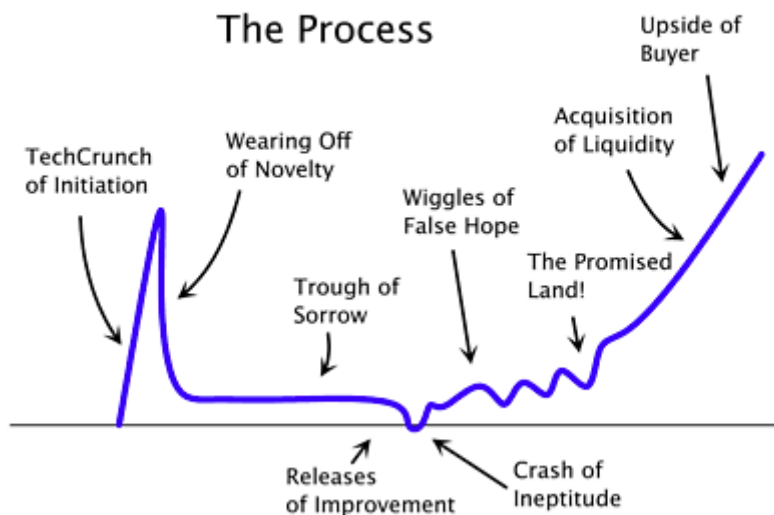 The Process
TechCrunch
of Initiation
Wearing Off
of Novelty
Trough of
Sorrow
Releases
of Improvement
Crash of
Ineptitude
Wiggles of
False Hope
The Promised
Land!
Acquisition
of Liquidity
Upside of
Buyer